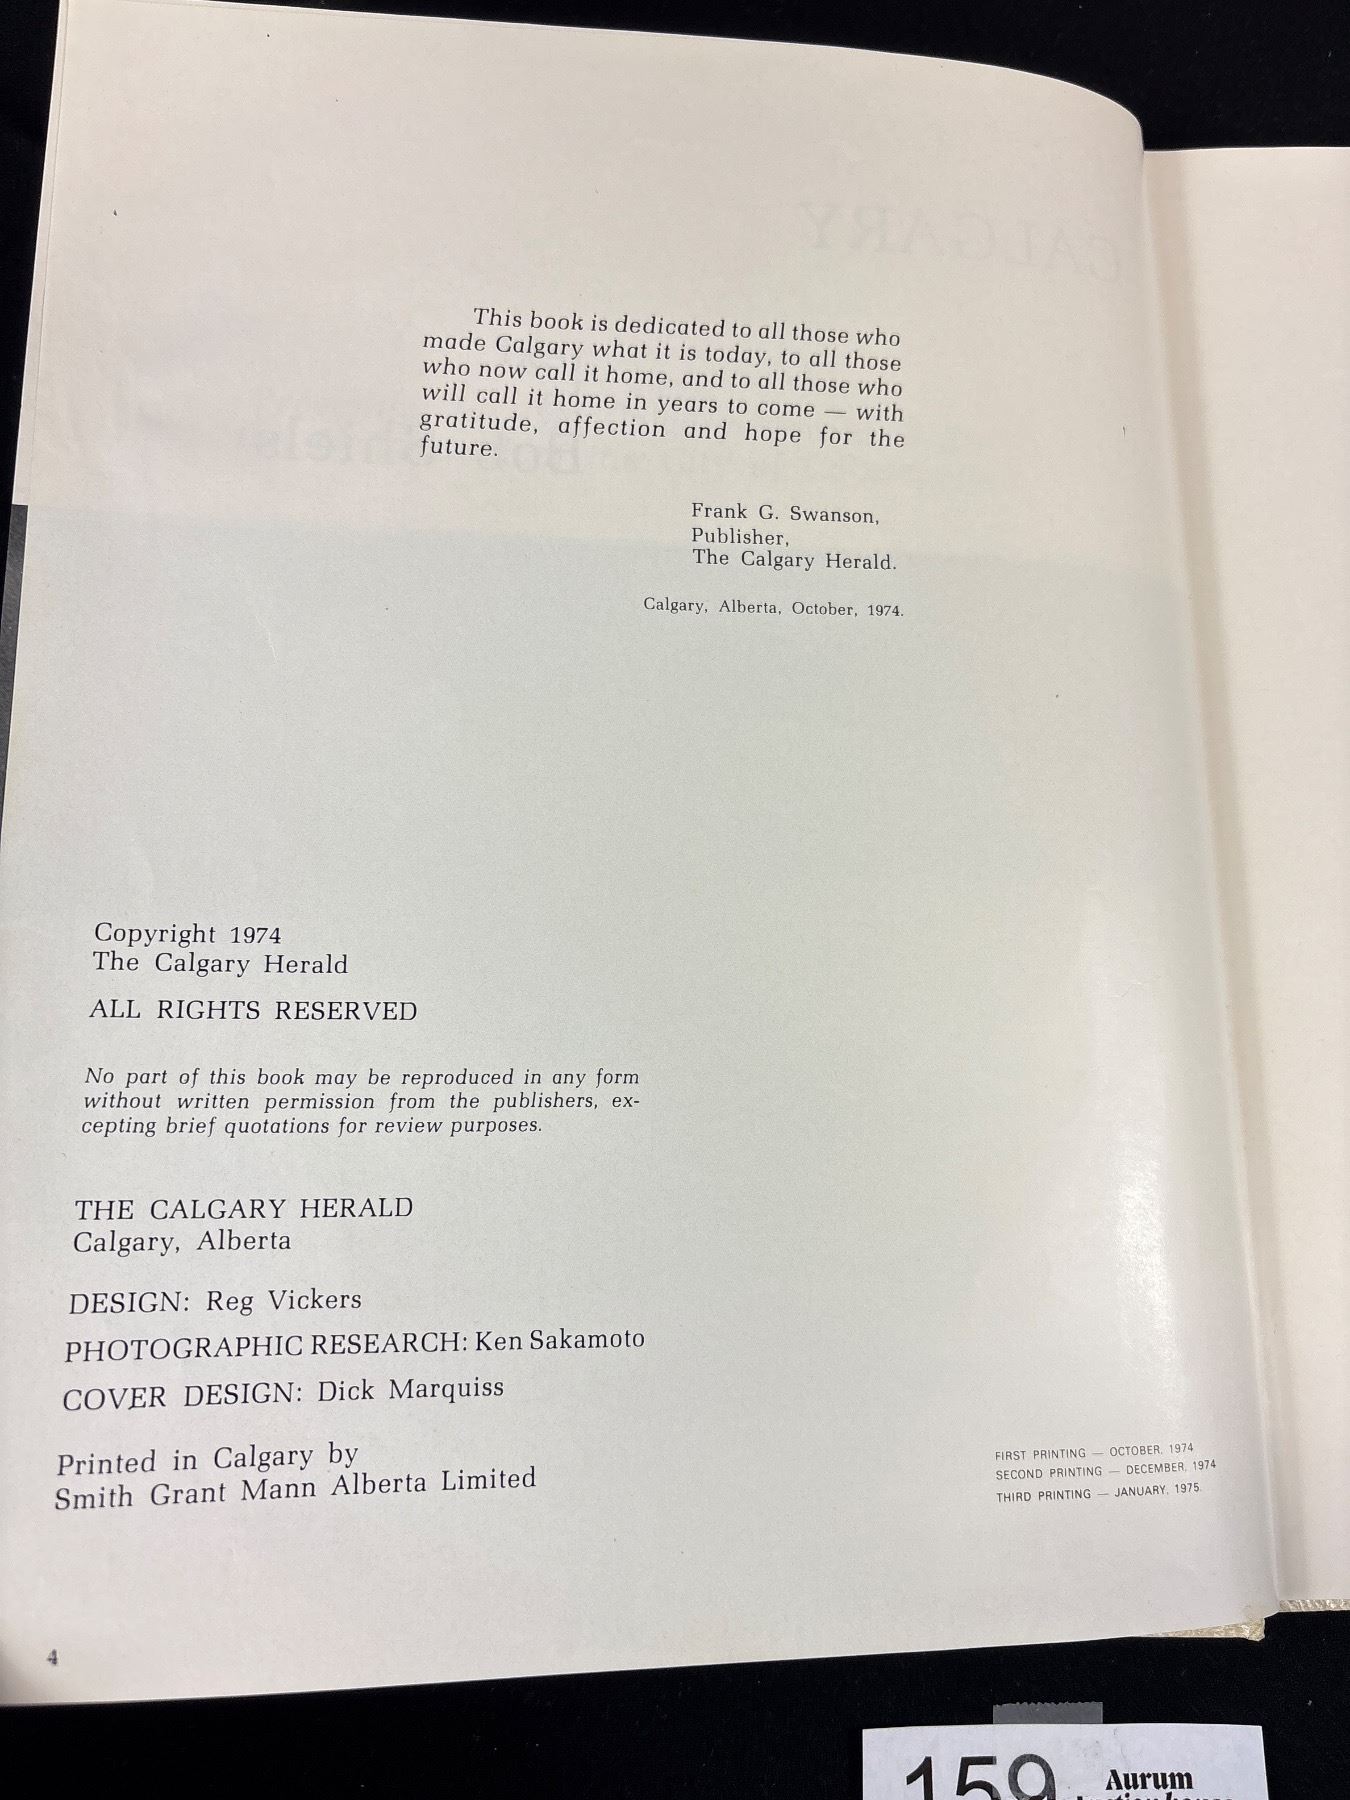 This book is dedicated to all those who
made Calgary what it is today, to all those
who now call it home, and to all those who
will call it home in years to come — with
gratitude, affection and hope for the
future.
Frank G. Swanson,
Publisher,
The Calgary Herald.
Calgary, Alberta, October, 1974.
Copyright 1974
The Calgary Herald
ALL RIGHTS RESERVED
No part of this book may be reproduced in any form
without written permission from the publishers, ex-
cepting brief quotations for review purposes.
THE CALGARY HERALD
Calgary, Alberta
DESIGN: Reg Vickers
PHOTOGRAPHIC RESEARCH: Ken Sakamoto
COVER DESIGN: Dick Marquiss
Printed in Calgary by
Smith Grant Mann Alberta Limited
FIRST PRINTING — OCTOBER, 1974
SECOND PRINTING — DECEMBER, 1974
THIRD PRINTING — JANUARY, 1975.
4
159
Aurum